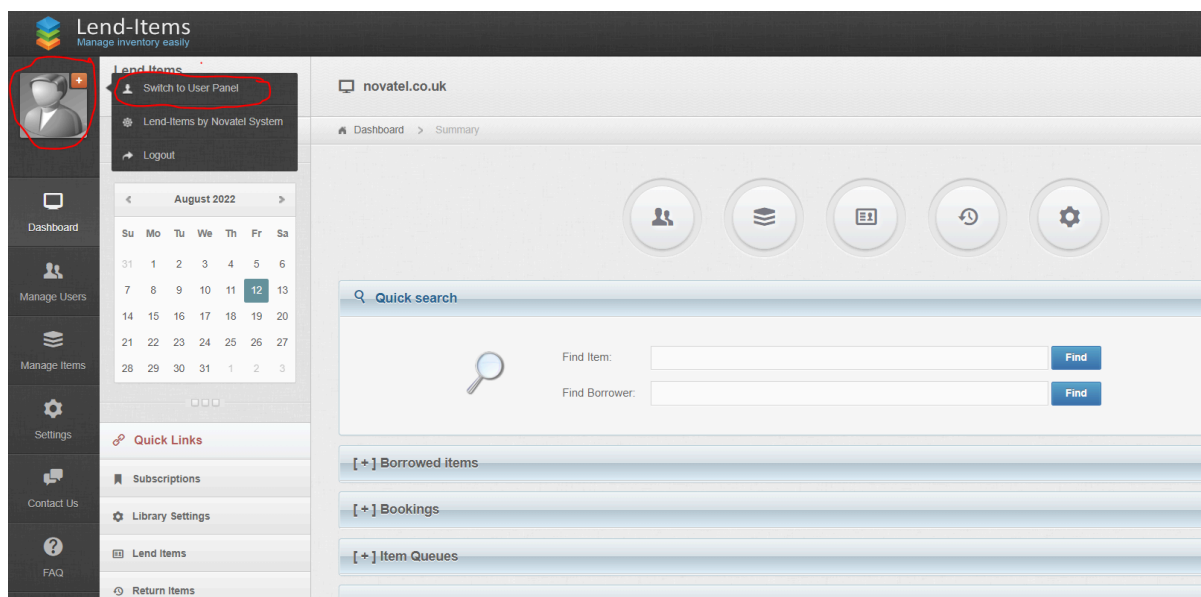 Lend-Items
Manage inventory easily
Lend Items
Switch to User Panel
Lend-Items by Novatel System
Logout
novatel.co.uk
Dashboard > Summary
August 2022
Su Mo Tu We Th Fr Sa
31 1 2 3 4 5 6
7 8 9 10 11 12 13
14 15 16 17 18 19 20
21 22 23 24 25 26 27
28 29 30 31 1 2 3
Dashboard
Manage Users
Manage Items
Settings
Contact Us
FAQ
Quick Links
Subscriptions
Library Settings
Lend Items
Return Items
Quick search
Find Item: Find
Find Borrower: Find
[ + ] Borrowed items
[ + ] Bookings
[ + ] Item Queues